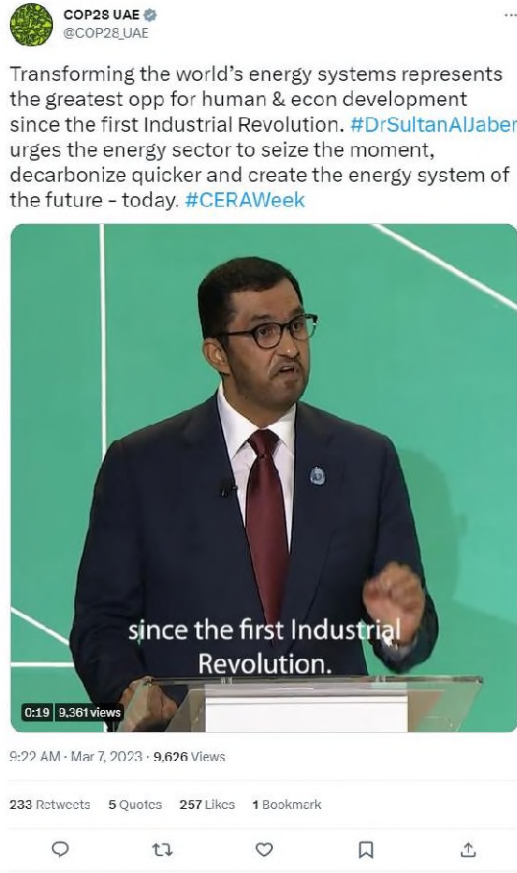 COP28 UAE
@COP28_UAE
Transforming the world's energy systems represents
the greatest opp for human & econ development
since the first Industrial Revolution. #DrSultanAlJaber
urges the energy sector to seize the moment,
decarbonize quicker and create the energy system of
the future – today. #CERAWeek
since the first Industrial
Revolution.
0:19 9,361 views
9:22 AM · Mar 7, 2023 · 9,626 Views
233 Retweets 5 Quotes 257 Likes 1 Bookmark